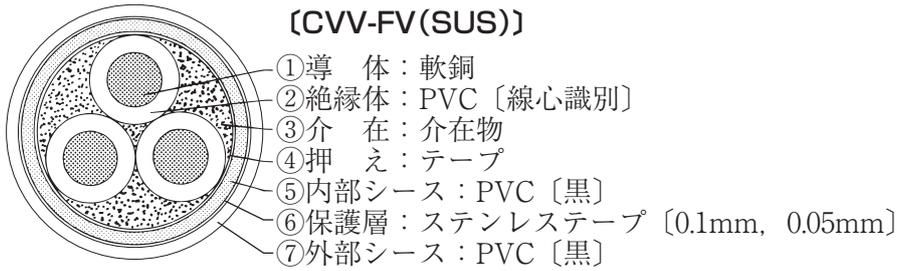 〔CVV-FV(SUS)〕
①導　体：軟銅
②絶縁体：PVC〔線心識別〕
③介　在：介在物
④押　え：テープ
⑤内部シース：PVC〔黒〕
⑥保護層：ステンレステープ〔0.1mm，0.05mm〕
⑦外部シース：PVC〔黒〕